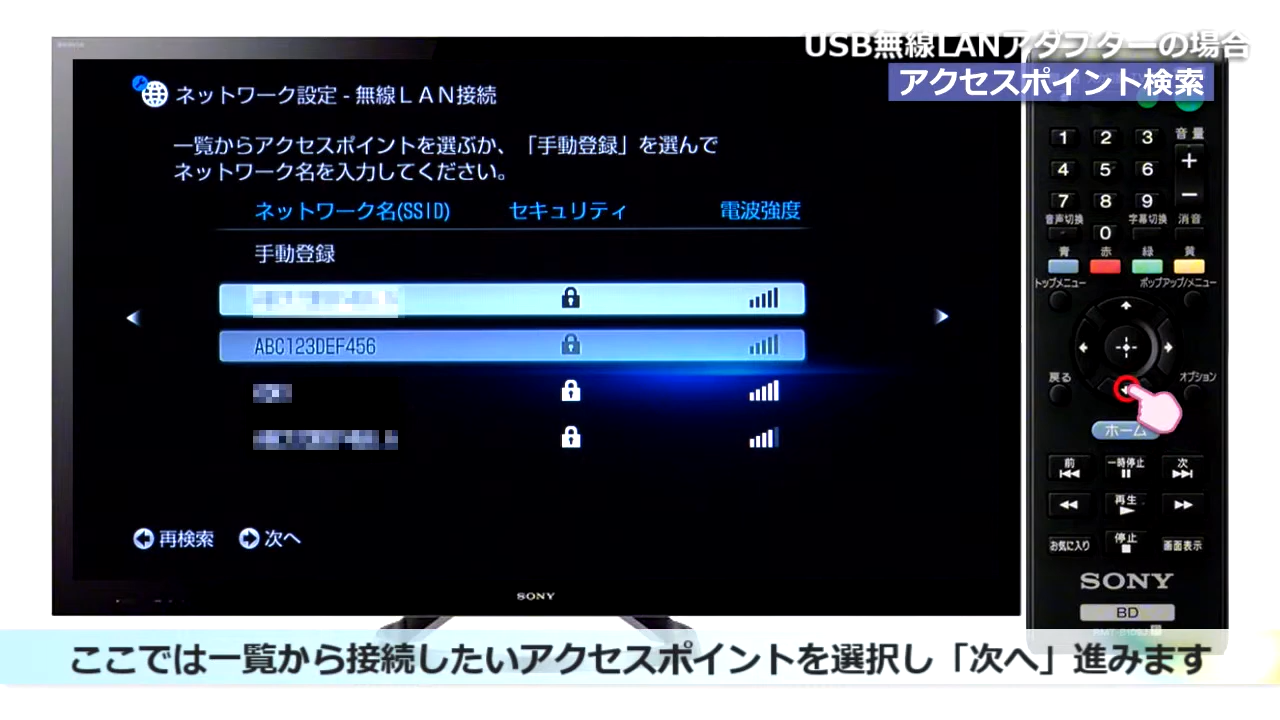 USB無線LANアダプターの場合
アクセスポイント検索
ネットワーク設定 - 無線ＬＡＮ接続
一覧からアクセスポイントを選ぶか、「手動登録」を選んで
ネットワーク名を入力してください。
ネットワーク名(SSID) セキュリティ 電波強度
手動登録
ABC123DEF456
再検索 次へ
SONY
1 2 3 音量
4 5 6 +
7 8 9 −
音声切換 0 字幕切換 消音
青 赤 緑 黄
トップメニュー ポップアップ/メニュー
戻る オプション
ホーム
前 一時停止 次
再生
お気に入り 停止 画面表示
SONY
BD
ここでは一覧から接続したいアクセスポイントを選択し「次へ」進みます